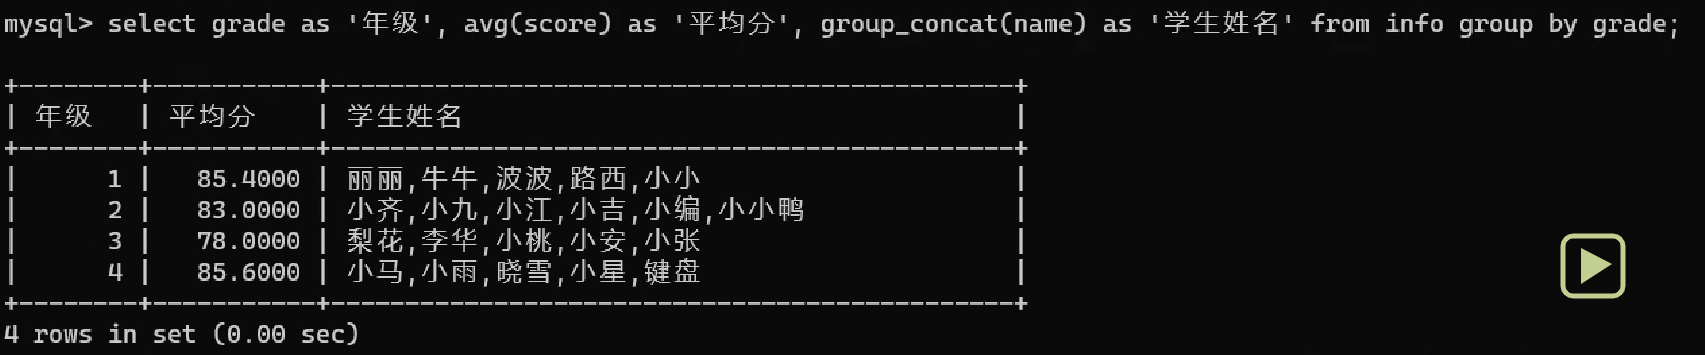 mysql> select grade as '年级', avg(score) as '平均分', group_concat(name) as '学生姓名' from info group by grade;
+--------+-----------+----------------------------------------------+
| 年级   | 平均分    | 学生姓名                                     |
+--------+-----------+----------------------------------------------+
|      1 |   85.4000 | 丽丽,牛牛,波波,路西,小小                     |
|      2 |   83.0000 | 小齐,小九,小江,小吉,小编,小小鸭              |
|      3 |   78.0000 | 梨花,李华,小桃,小安,小张                     |
|      4 |   85.6000 | 小马,小雨,晓雪,小星,键盘                     |
+--------+-----------+----------------------------------------------+
4 rows in set (0.00 sec)